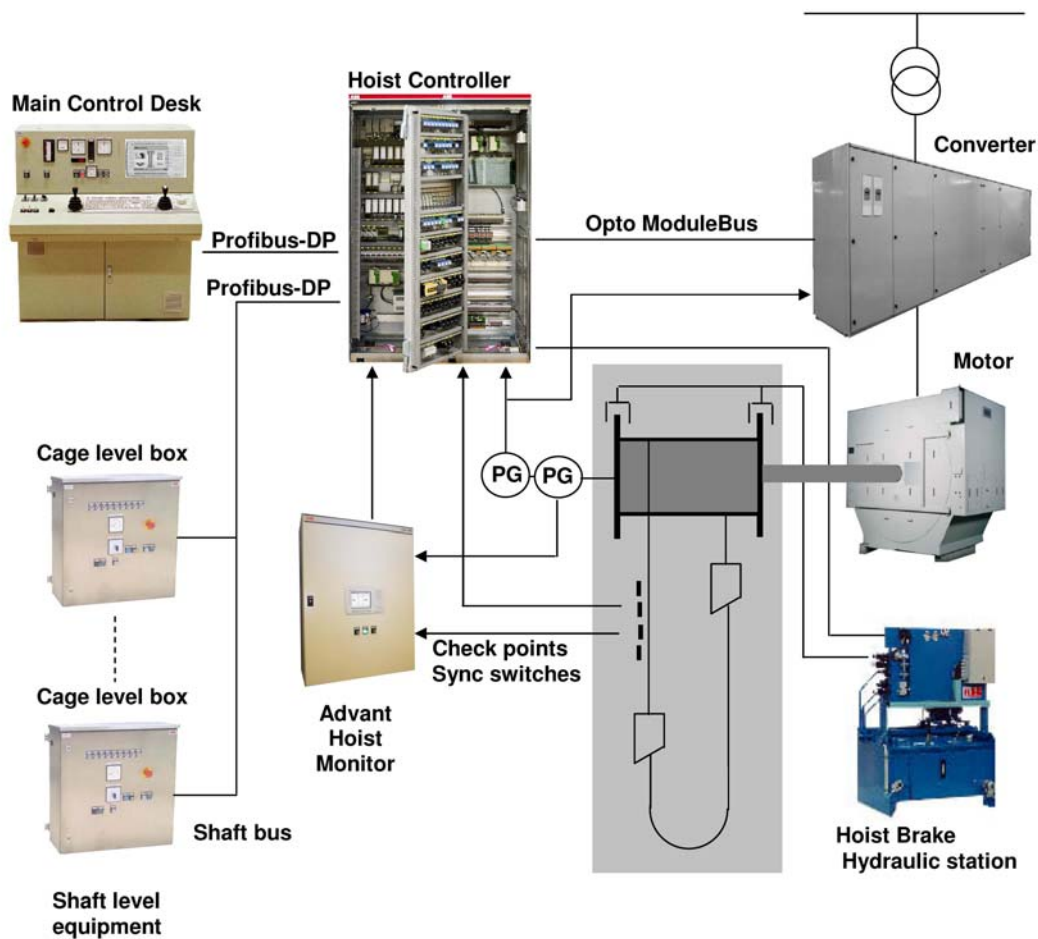 Hoist Controller
Main Control Desk
Converter
Profibus-DP
Opto ModuleBus
Profibus-DP
Motor
Cage level box
PG
PG
Check points
Sync switches
Cage level box
Advant
Hoist
Monitor
Shaft bus
Hoist Brake
Hydraulic station
Shaft level
equipment